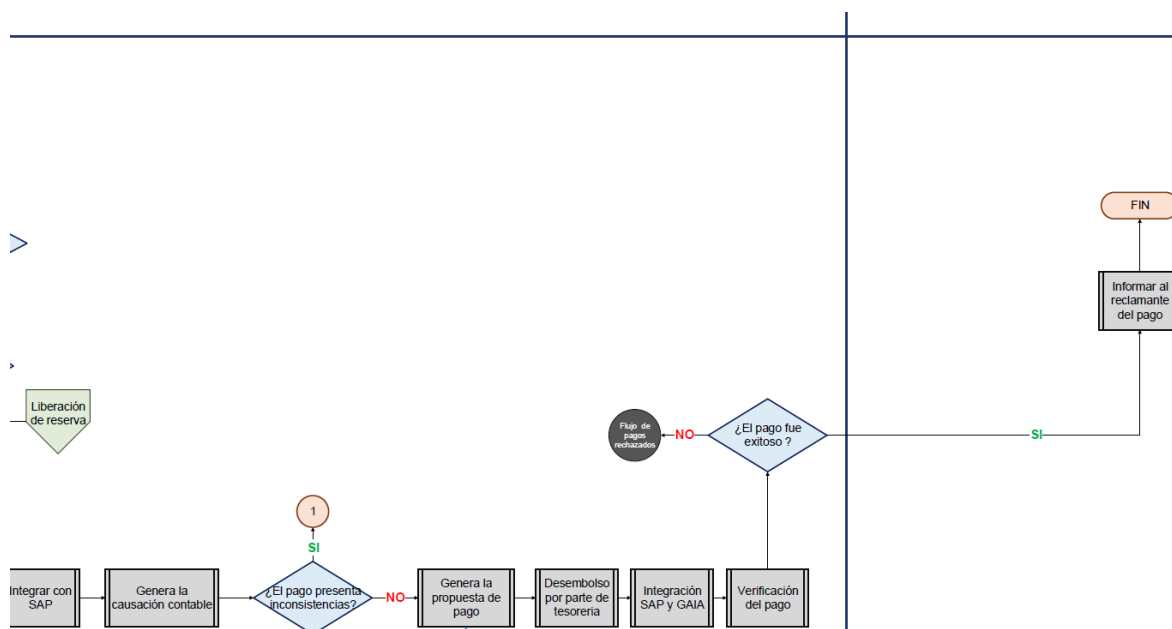 FIN
Informar al
reclamante
del pago
Liberación
de reserva
Flujo de
pagos
rechazados
NO
¿El pago fue
exitoso ?
SI
1
SI
Integrar con
SAP
Genera la
causación contable
¿El pago presenta
inconsistencias?
NO
Genera la
propuesta de
pago
Desembolso
por parte de
tesoreria
Integración
SAP y GAIA
Verificación
del pago